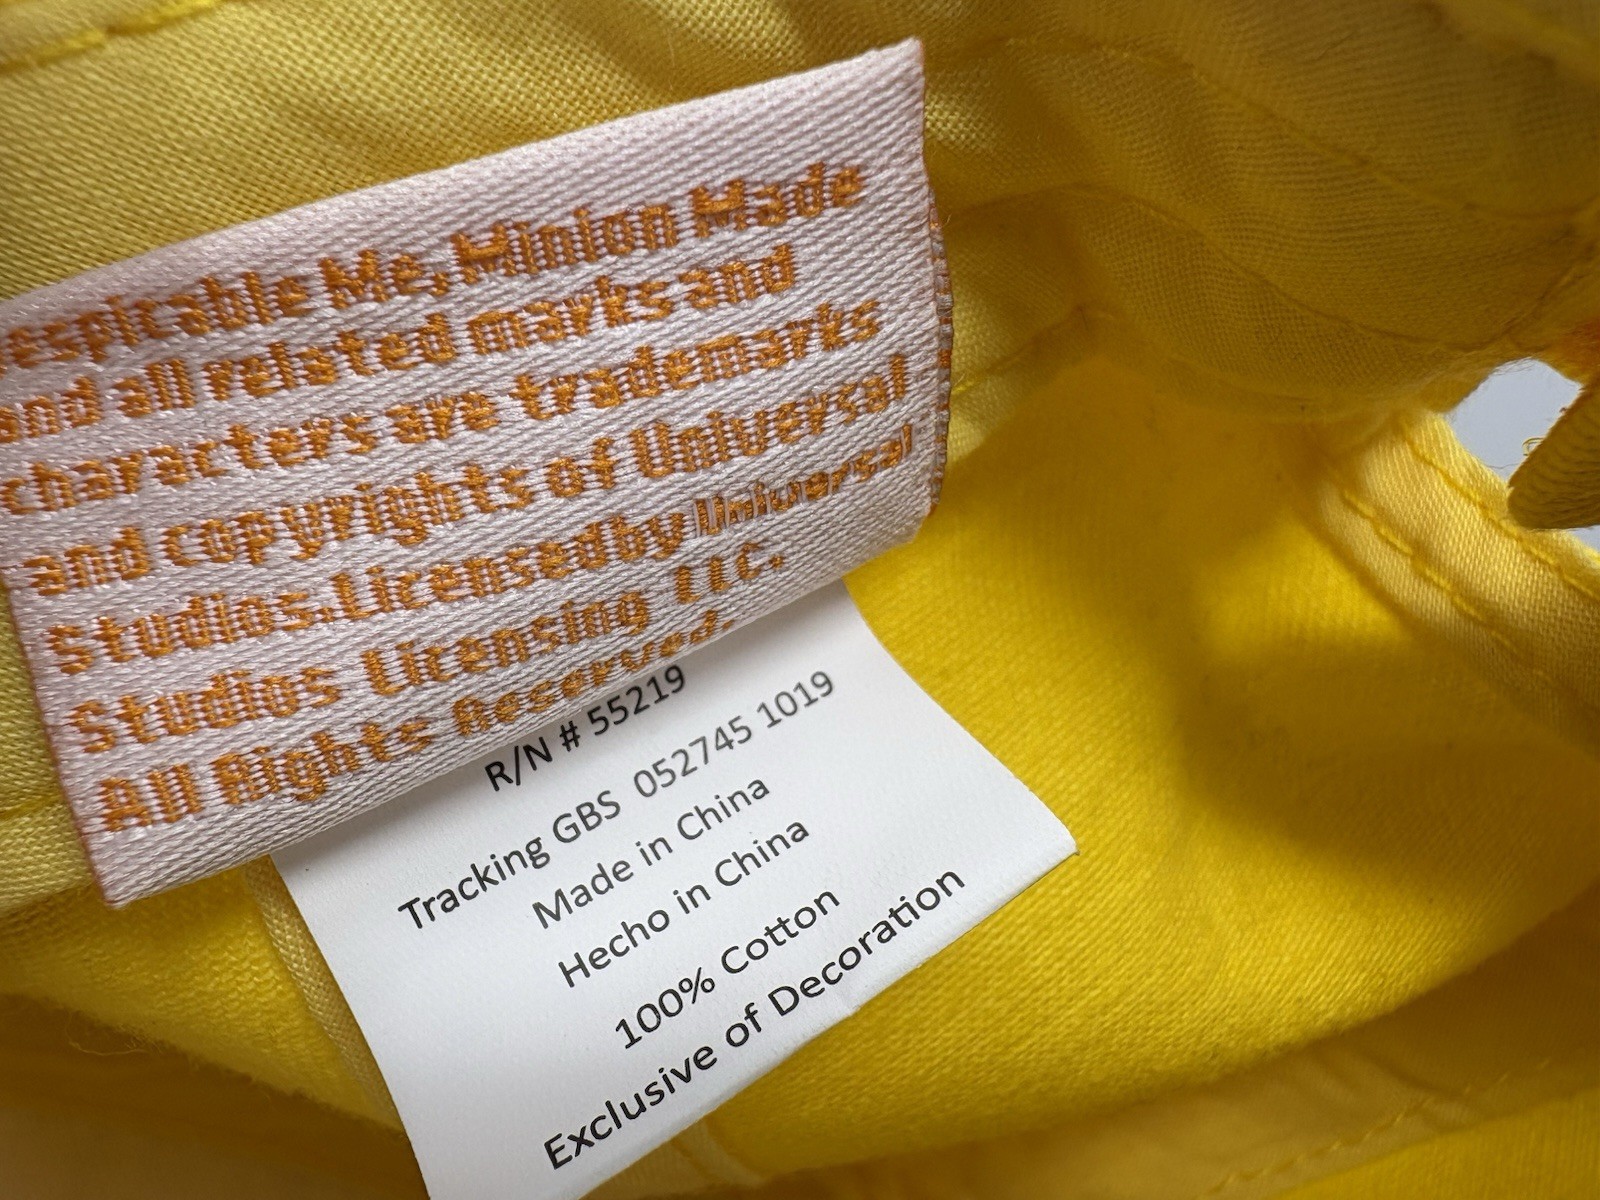 espicable Me, Minion Made
and all related marks and
characters are trademarks
and copyrights of Universal
Studios. Licensed by Universal
Studios Licensing LLC.
All Rights Reserved.
R/N # 55219
Tracking GBS 052745 1019
Made in China
Hecho in China
100% Cotton
Exclusive of Decoration